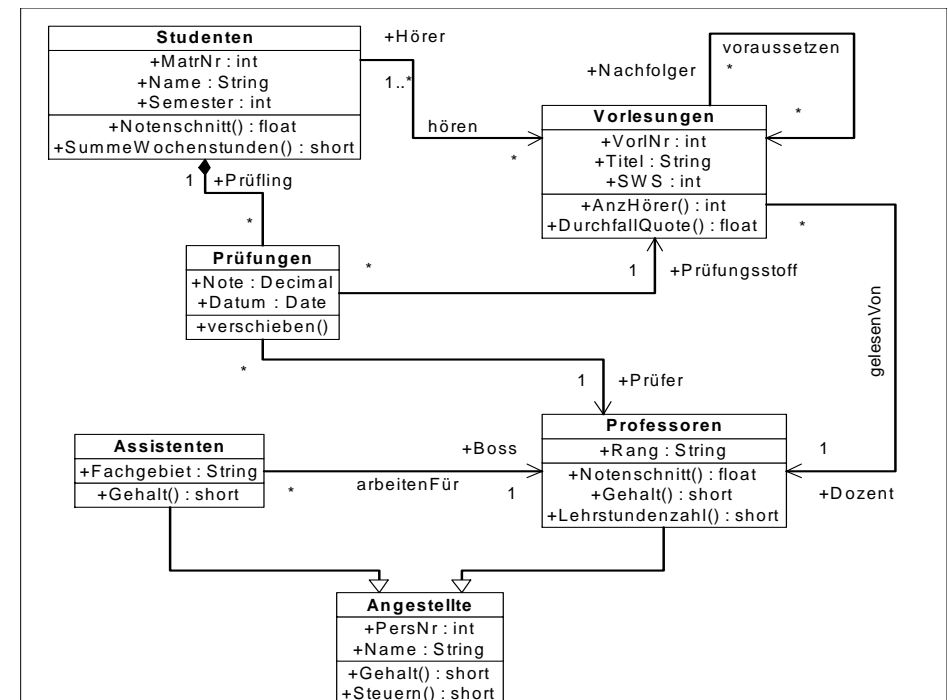 Studenten
+MatrNr : int
+Name : String
+Semester : int
+Notenschnitt() : float
+SummeWochenstunden() : short
+Hörer
1..*
hören
*
voraussetzen
+Nachfolger
*
*
Vorlesungen
+VorlNr : int
+Titel : String
+SWS : int
+AnzHörer() : int
+DurchfallQuote() : float
1
+Prüfling
*
Prüfungen
+Note : Decimal
+Datum : Date
+verschieben()
*
1
+Prüfungsstoff
*
gelesenVon
*
1
+Prüfer
Assistenten
+Fachgebiet : String
+Gehalt() : short
+Boss
*
arbeitenFür
1
Professoren
+Rang : String
+Notenschnitt() : float
+Gehalt() : short
+Lehrstundenzahl() : short
1
+Dozent
Angestellte
+PersNr : int
+Name : String
+Gehalt() : short
+Steuern() : short